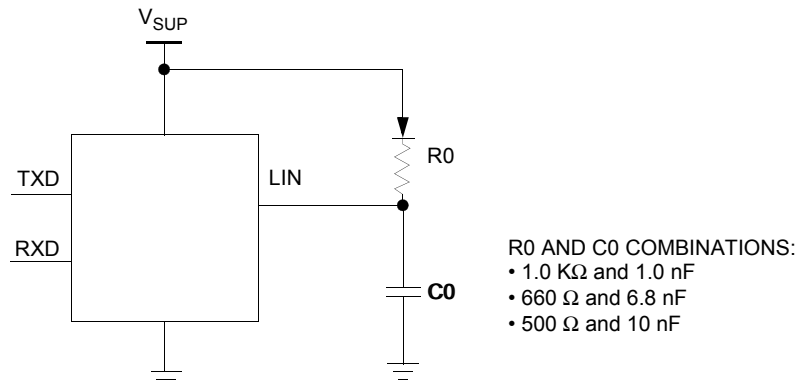 VSUP
R0
TXD
LIN
RXD
C0
R0 AND C0 COMBINATIONS:
• 1.0 KΩ and 1.0 nF
• 660 Ω and 6.8 nF
• 500 Ω and 10 nF